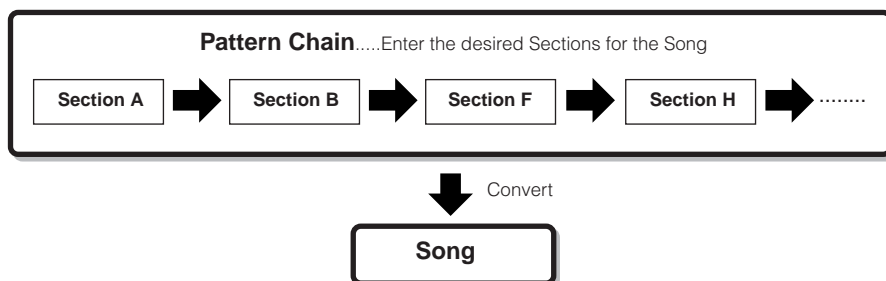 Pattern Chain.....Enter the desired Sections for the Song
Section A Section B Section F Section H ........
Convert
Song